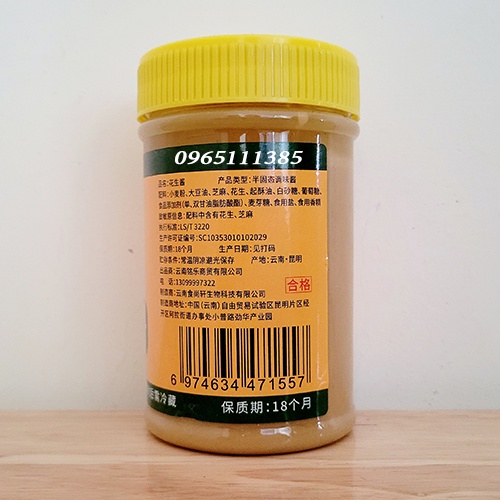 0965111385
品名:花生酱 产品类型:半固态调味酱
配料:小麦粉、大豆油、芝麻、花生、起酥油、白砂糖、葡萄糖、
食品添加剂(单、双甘油脂肪酸酯)、麦芽糖、食用盐、食用香精
致敏原信息:配料中含有花生、芝麻
执行标准:LS/T 3220
生产许可证编号:SC10353010102029
保质期:18个月 生产日期:见打码
贮存条件:常温阴凉避光保存 产地:云南·昆明
出品商:云南铭乐商贸有限公司
电话:13099997322
制造商:云南食尚轩生物科技有限公司
制造商地址:中国(云南)自由贸易试验区昆明片区经
开区阿拉街道办事处小普路劲华产业园
合格
6 974634 471557
后需冷藏
保质期:18个月